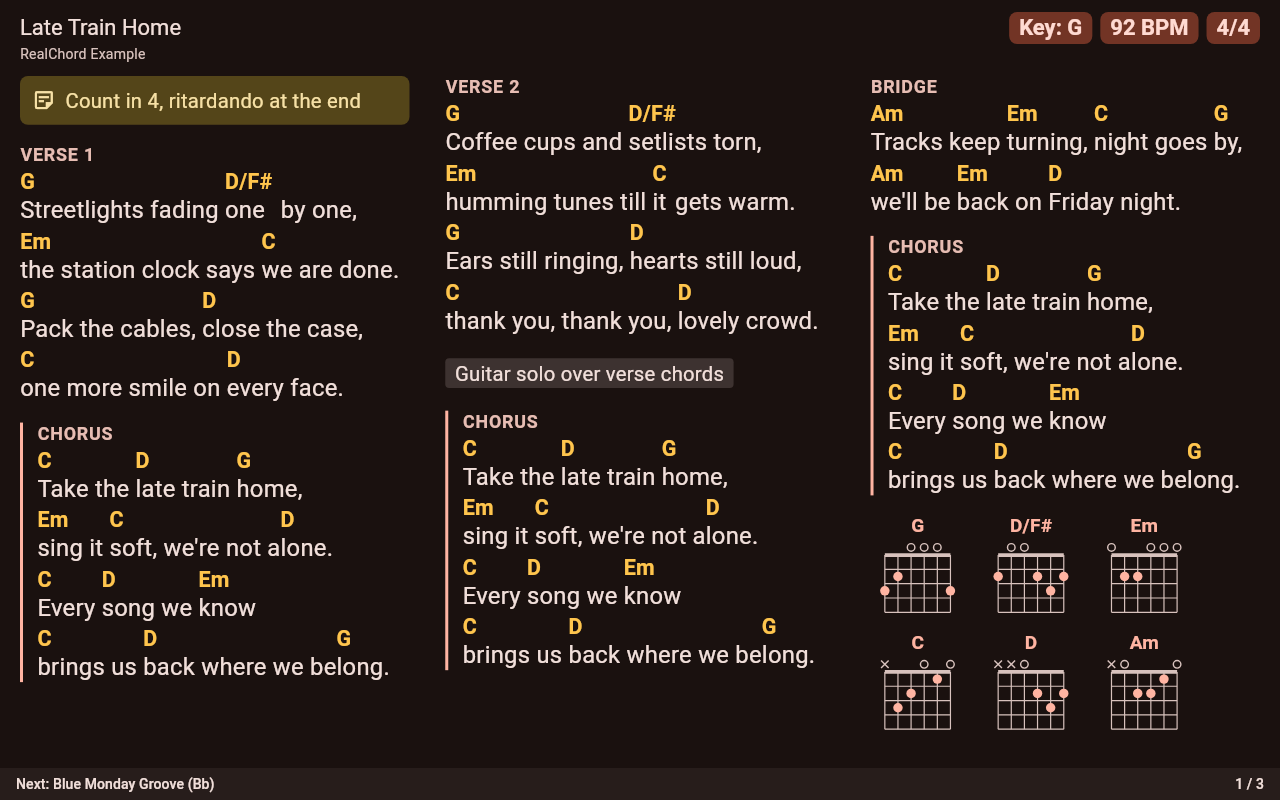 Late Train Home
RealChord Example
Key: G 92 BPM 4/4
Count in 4, ritardando at the end
VERSE 1
G D/F#
Streetlights fading one by one,
Em C
the station clock says we are done.
G D
Pack the cables, close the case,
C D
one more smile on every face.
CHORUS
C D G
Take the late train home,
Em C D
sing it soft, we're not alone.
C D Em
Every song we know
C D G
brings us back where we belong.
VERSE 2
G D/F#
Coffee cups and setlists torn,
Em C
humming tunes till it gets warm.
G D
Ears still ringing, hearts still loud,
C D
thank you, thank you, lovely crowd.
Guitar solo over verse chords
CHORUS
C D G
Take the late train home,
Em C D
sing it soft, we're not alone.
C D Em
Every song we know
C D G
brings us back where we belong.
BRIDGE
Am Em C G
Tracks keep turning, night goes by,
Am Em D
we'll be back on Friday night.
CHORUS
C D G
Take the late train home,
Em C D
sing it soft, we're not alone.
C D Em
Every song we know
C D G
brings us back where we belong.
G D/F# Em
C D Am
Next: Blue Monday Groove (Bb)
1 / 3